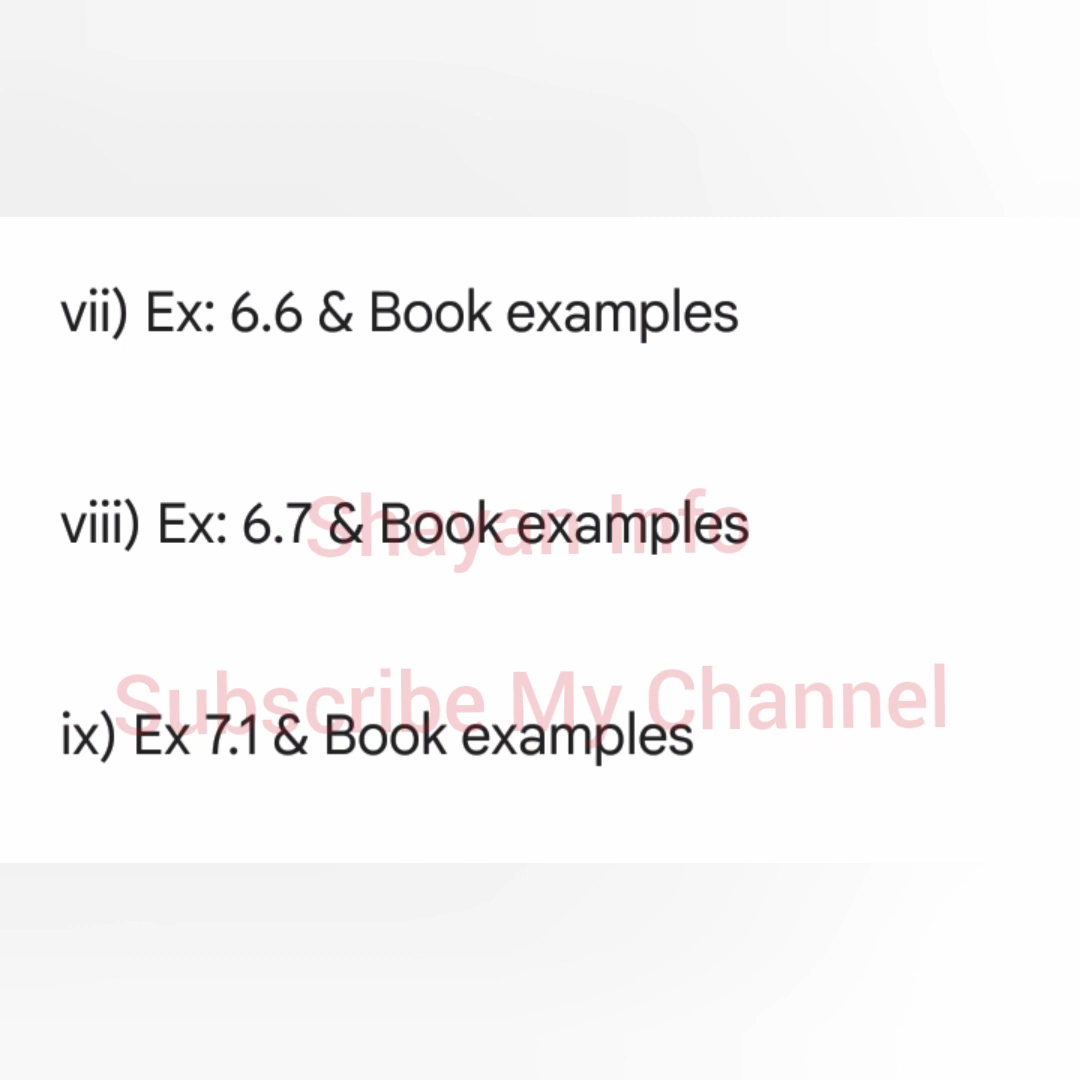 vii) Ex: 6.6 & Book examples
viii) Ex: 6.7 & Book examples
Shayan Info
Subscribe My Channel
ix) Ex 7.1 & Book examples